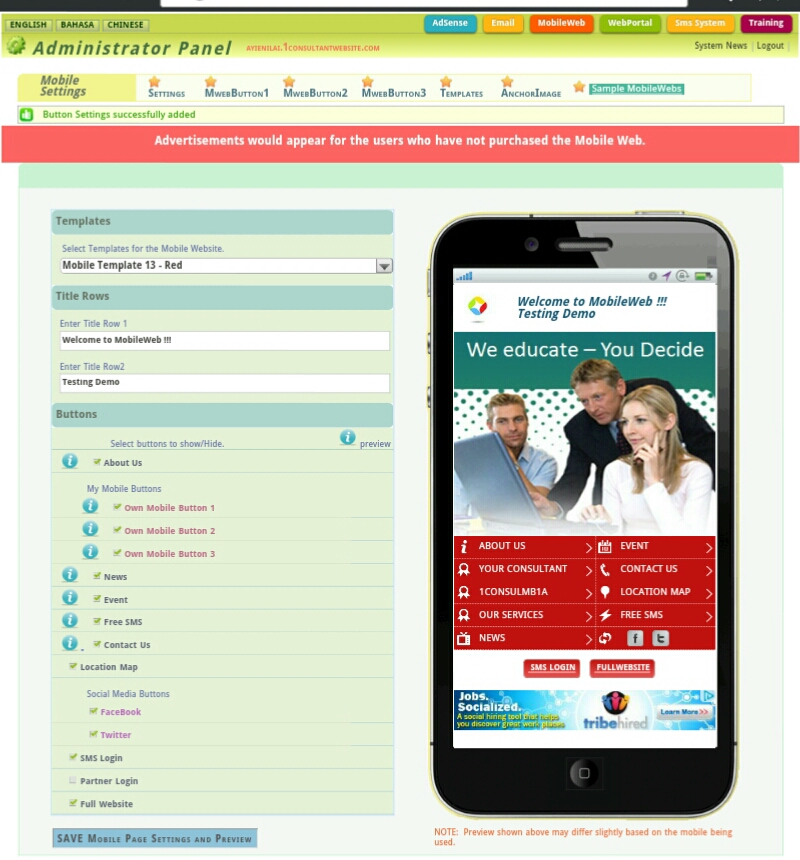 ENGLISH BAHASA CHINESE
AdSense Email MobileWeb WebPortal Sms System Training
Administrator Panel AYIENILAI.1CONSULTANTWEBSITE.COM
System News | Logout |
Mobile Settings
SETTINGS MWEBBUTTON1 MWEBBUTTON2 MWEBBUTTON3 TEMPLATES ANCHORIMAGE Sample MobileWebs
Button Settings successfully added
Advertisements would appear for the users who have not purchased the Mobile Web.
Templates
Select Templates for the Mobile Website.
Mobile Template 13 - Red
Title Rows
Enter Title Row 1
Welcome to MobileWeb !!!
Enter Title Row2
Testing Demo
Buttons
Select buttons to show/Hide.
preview
About Us
My Mobile Buttons
Own Mobile Button 1
Own Mobile Button 2
Own Mobile Button 3
News
Event
Free SMS
Contact Us
Location Map
Social Media Buttons
FaceBook
Twitter
SMS Login
Partner Login
Full Website
SAVE MOBILE PAGE SETTINGS AND PREVIEW
Welcome to MobileWeb !!!
Testing Demo
We educate – You Decide
ABOUT US EVENT
YOUR CONSULTANT CONTACT US
1CONSULMB1A LOCATION MAP
OUR SERVICES FREE SMS
NEWS f t
SMS LOGIN FULLWEBSITE
Jobs.
Socialized.
A social hiring tool that helps
you discover great work places
tribehired
Learn More >>
NOTE: Preview shown above may differ slightly based on the mobile being
used.